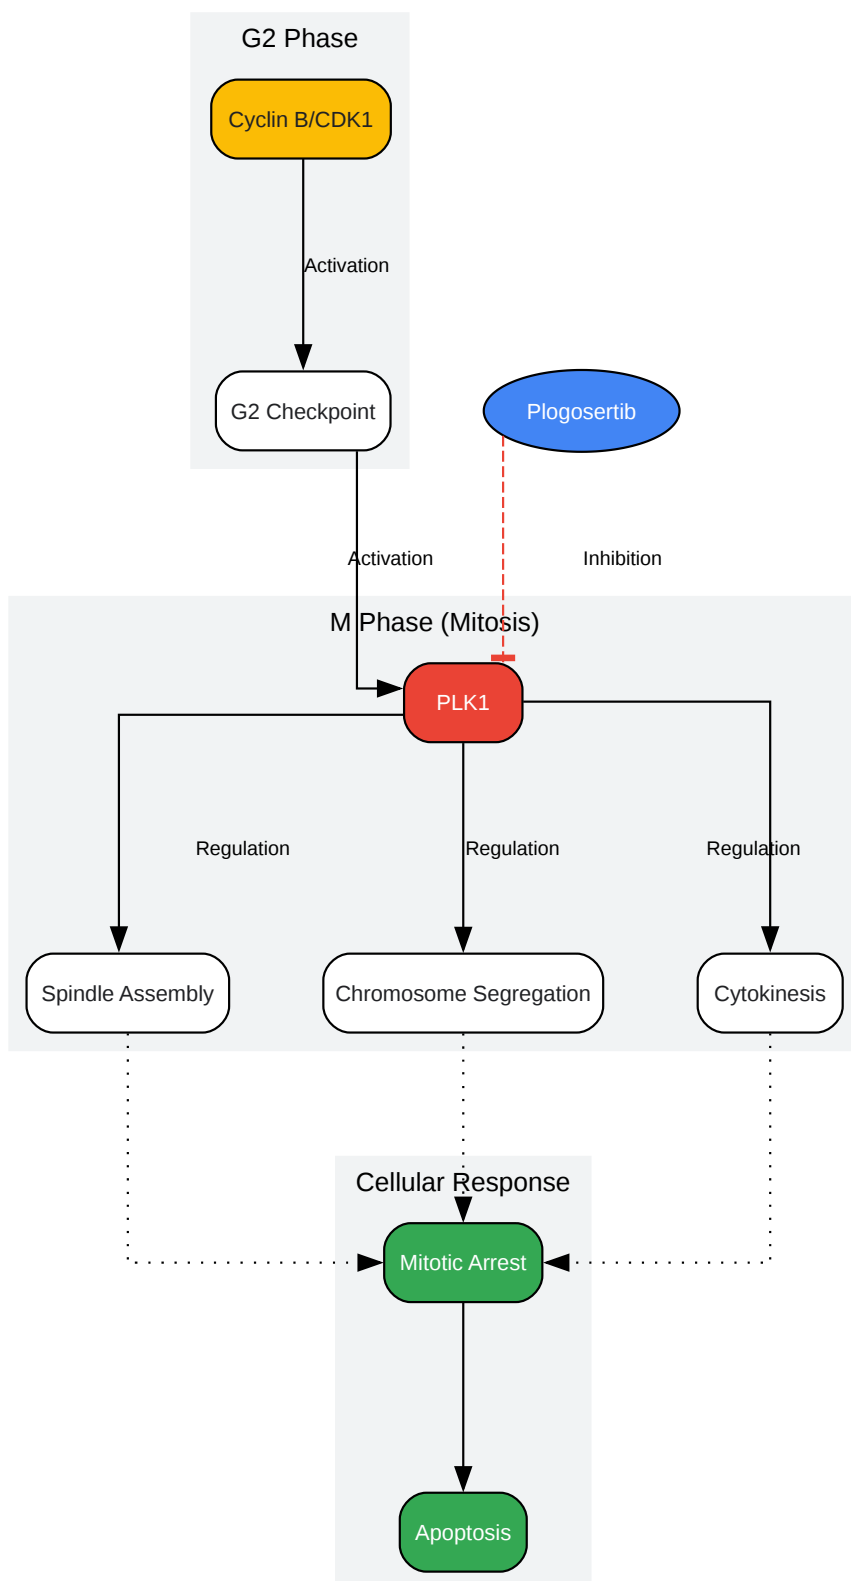 G2 Phase
Cyclin B/CDK1
Activation
G2 Checkpoint
Plogosertib
Activation
Inhibition
M Phase (Mitosis)
PLK1
Regulation
Regulation
Regulation
Spindle Assembly
Chromosome Segregation
Cytokinesis
Cellular Response
Mitotic Arrest
Apoptosis